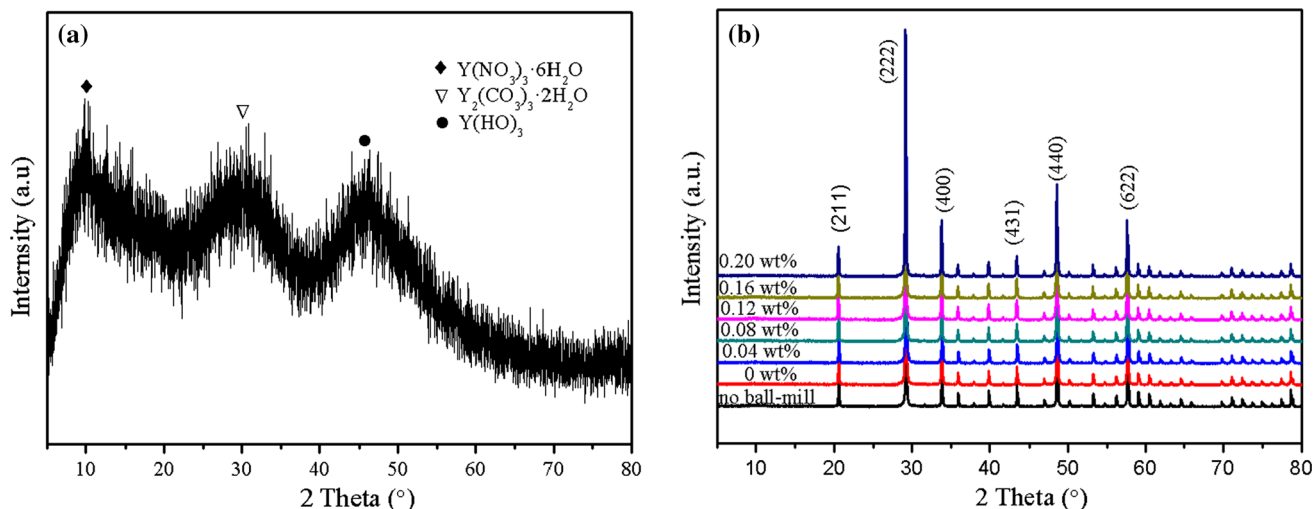 (a)
◆ Y(NO₃)₃·6H₂O
▽ Y₂(CO₃)₃·2H₂O
● Y(HO)₃
Internsity (a.u)
10 20 30 40 50 60 70 80
2 Theta (°)
(b)
(211)
(222)
(400)
(431)
(440)
(622)
0.20 wt%
0.16 wt%
0.12 wt%
0.08 wt%
0.04 wt%
0 wt%
no ball-mill
Intensity (a.u.)
10 20 30 40 50 60 70 80
2 Theta (°)